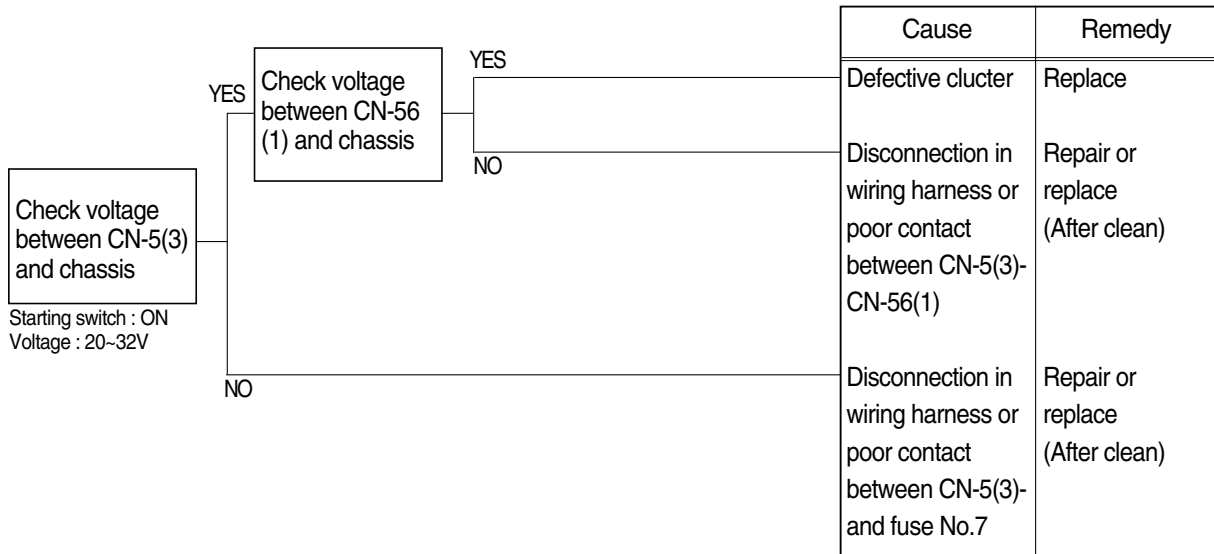 Cause
Remedy
YES
Check voltage
between CN-56
(1) and chassis
YES
Defective clucter
Replace
NO
Disconnection in
wiring harness or
poor contact
between CN-5(3)-
CN-56(1)
Repair or
replace
(After clean)
Check voltage
between CN-5(3)
and chassis
Starting switch : ON
Voltage : 20~32V
NO
Disconnection in
wiring harness or
poor contact
between CN-5(3)-
and fuse No.7
Repair or
replace
(After clean)